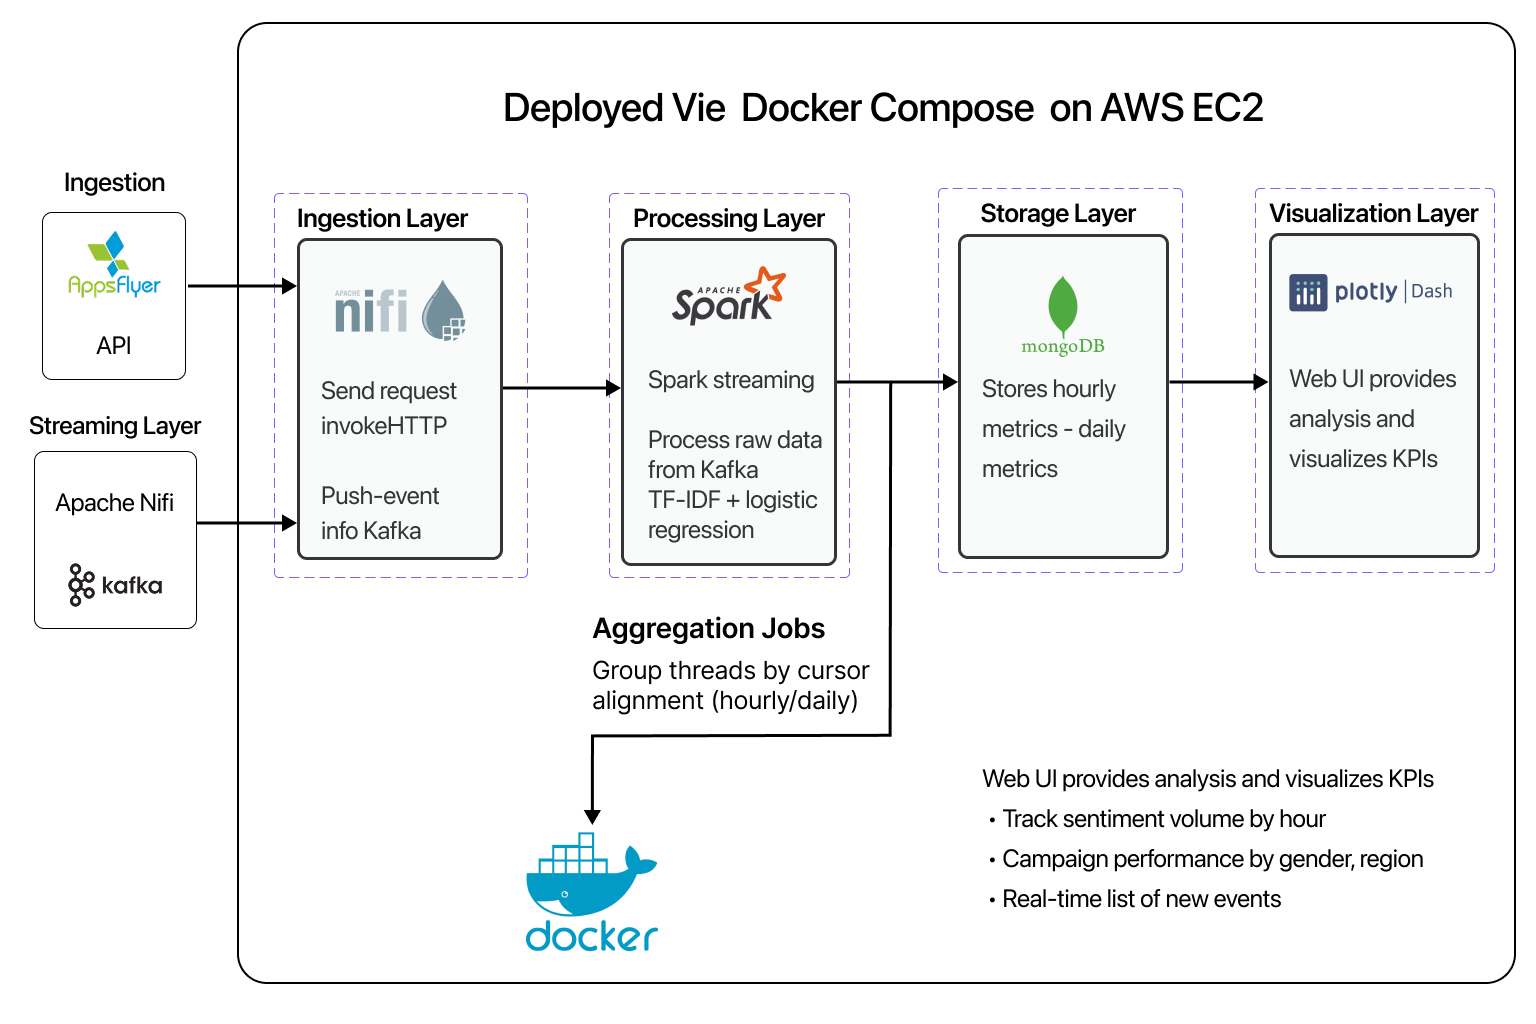 Deployed Vie Docker Compose on AWS EC2
Ingestion
AppsFlyer
API
Streaming Layer
Apache Nifi
kafka
Ingestion Layer
APACHE
nifi
Send request
invokeHTTP
Push-event
info Kafka
Processing Layer
APACHE
Spark
Spark streaming
Process raw data
from Kafka
TF-IDF + logistic
regression
Storage Layer
mongoDB
Stores hourly
metrics - daily
metrics
Visualization Layer
plotly | Dash
Web UI provides
analysis and
visualizes KPIs
Aggregation Jobs
Group threads by cursor
alignment (hourly/daily)
docker
Web UI provides analysis and visualizes KPIs
• Track sentiment volume by hour
• Campaign performance by gender, region
• Real-time list of new events